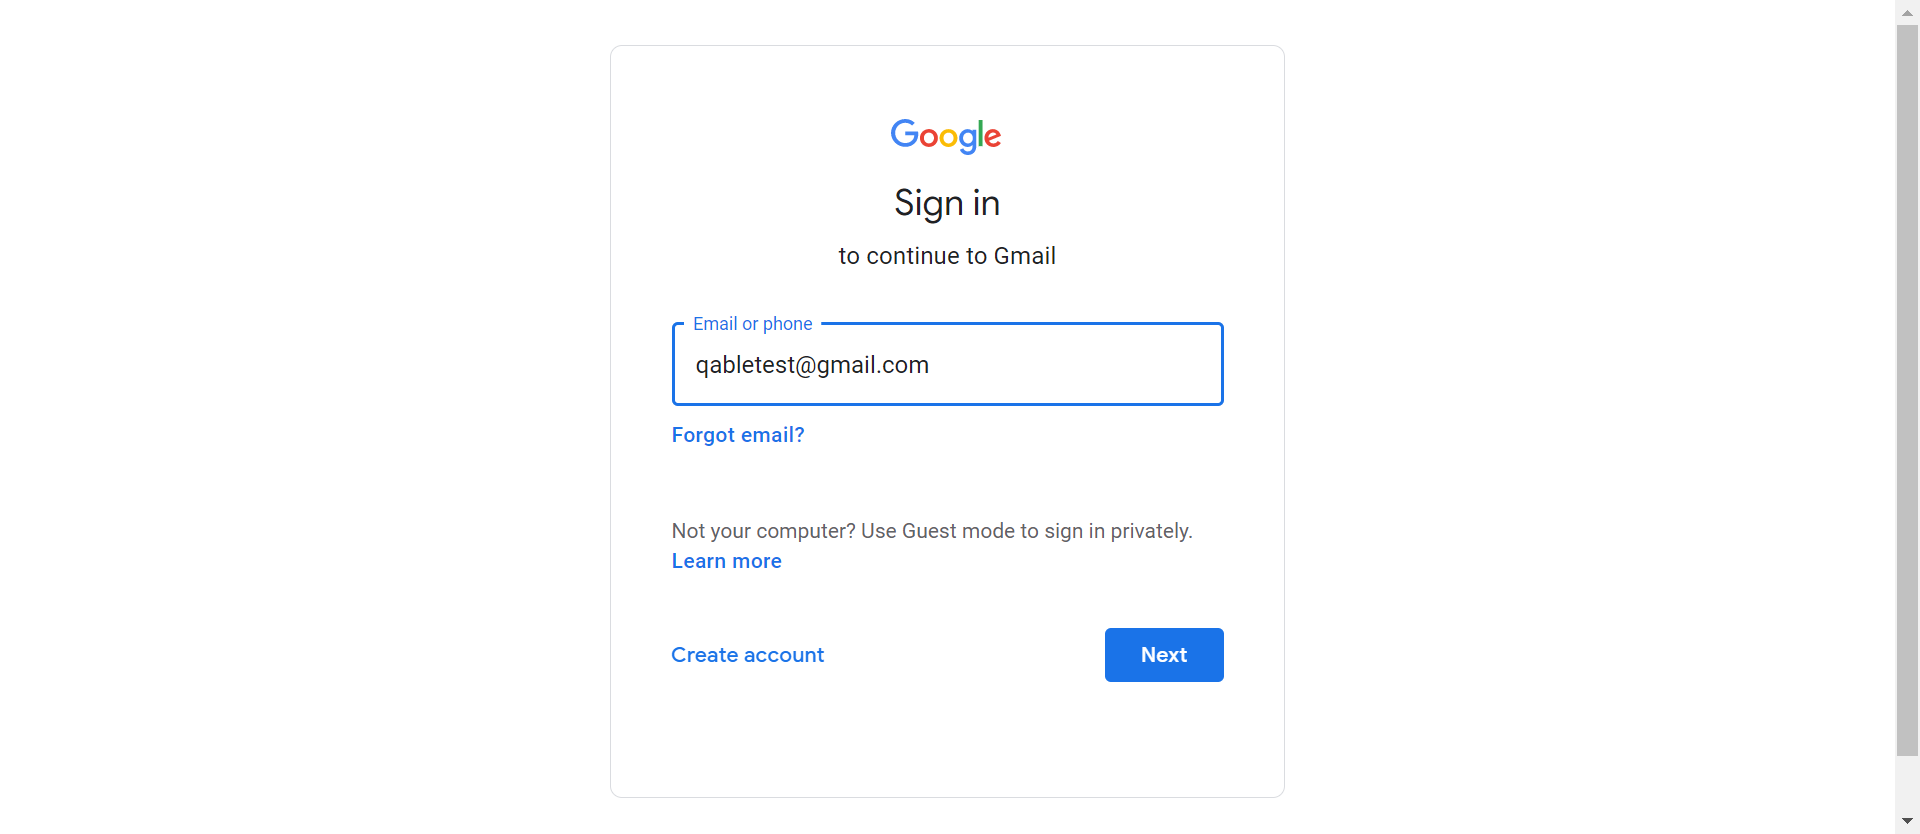 Google
Sign in
to continue to Gmail
Email or phone
qabletest@gmail.com
Forgot email?
Not your computer? Use Guest mode to sign in privately.
Learn more
Create account
Next